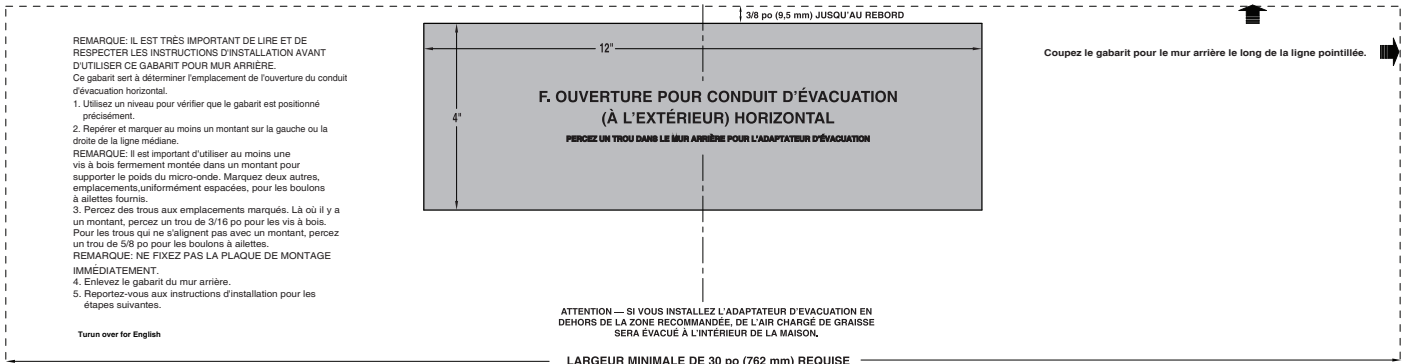 3/8 po (9,5 mm) JUSQU'AU REBORD
REMARQUE: IL EST TRÈS IMPORTANT DE LIRE ET DE
RESPECTER LES INSTRUCTIONS D'INSTALLATION AVANT
D'UTILISER CE GABARIT POUR MUR ARRIÈRE.
Ce gabarit sert à déterminer l'emplacement de l'ouverture du conduit
d'évacuation horizontal.
1. Utilisez un niveau pour vérifier que le gabarit est positionné
précisément.
2. Repérer et marquer au moins un montant sur la gauche ou la
droite de la ligne médiane.
REMARQUE: Il est important d'utiliser au moins une
vis à bois fermement montée dans un montant pour
supporter le poids du micro-onde. Marquez deux autres,
emplacements,uniformément espacées, pour les boulons
à ailettes fournis.
3. Percez des trous aux emplacements marqués. Là où il y a
un montant, percez un trou de 3/16 po pour les vis à bois.
Pour les trous qui ne s'alignent pas avec un montant, percez
un trou de 5/8 po pour les boulons à ailettes.
REMARQUE: NE FIXEZ PAS LA PLAQUE DE MONTAGE
IMMÉDIATEMENT.
4. Enlevez le gabarit du mur arrière.
5. Reportez-vous aux instructions d'installation pour les
étapes suivantes.
Turun over for English
12"
4"
F. OUVERTURE POUR CONDUIT D'ÉVACUATION
(À L'EXTÉRIEUR) HORIZONTAL
PERCEZ UN TROU DANS LE MUR ARRIÈRE POUR L'ADAPTATEUR D'ÉVACUATION
Coupez le gabarit pour le mur arrière le long de la ligne pointillée.
ATTENTION — SI VOUS INSTALLEZ L'ADAPTATEUR D'EVACUATION EN
DEHORS DE LA ZONE RECOMMANDÉE, DE L'AIR CHARGÉ DE GRAISSE
SERA ÉVACUÉ À L'INTÉRIEUR DE LA MAISON.
LARGEUR MINIMALE DE 30 po (762 mm) REQUISE